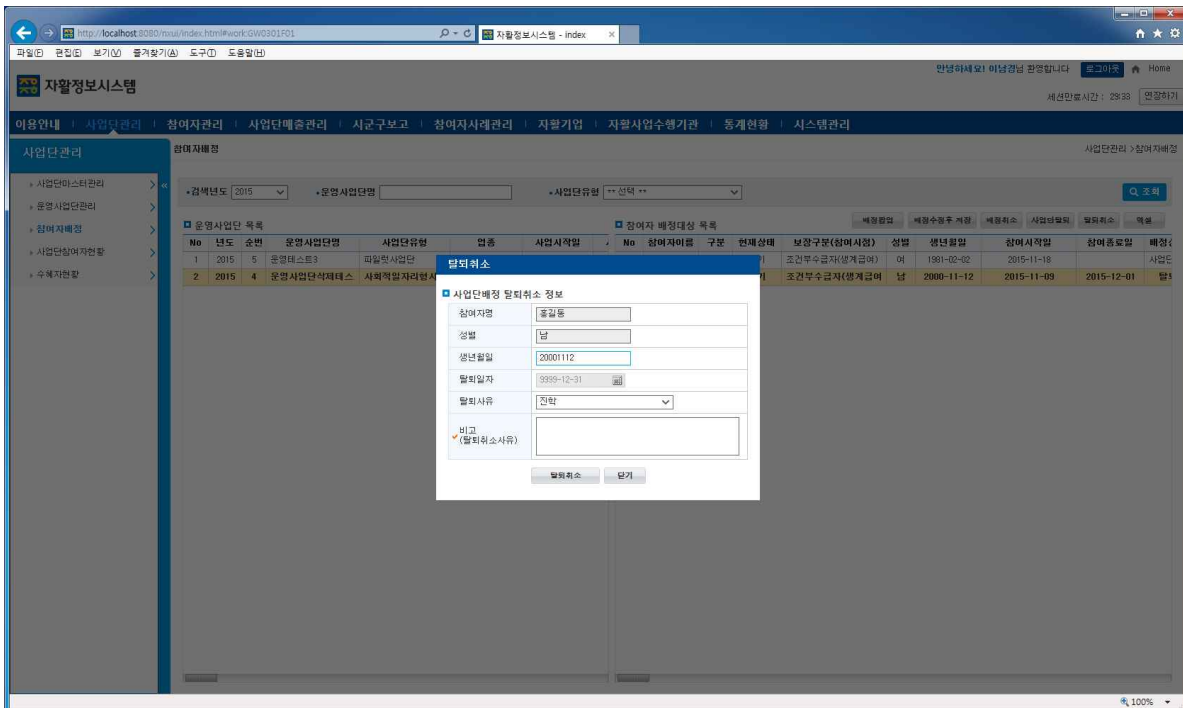 http://localhost:8080/nxui/index.html#work:GW0301F01
자활정보시스템 - index
파일(F) 편집(E) 보기(V) 즐겨찾기(A) 도구(T) 도움말(H)
안녕하세요! 이남경님 환영합니다 로그아웃 Home
자활정보시스템
세션만료시간 : 29:33 연장하기
이용안내 사업단관리 참여자관리 사업단매출관리 시군구보고 참여자사례관리 자활기업 자활사업수행기관 통계현황 시스템관리
사업단관리
참여자배정
사업단관리 >참여자배정
사업단마스터관리
운영사업단관리
참여자배정
사업단참여자현황
수혜자현황
검색년도 2015 운영사업단명 사업단유형 ** 선택 ** 조회
운영사업단 목록
참여자 배정대상 목록
배정팝업 배정수정후 저장 배정취소 사업단탈퇴 탈퇴취소 엑셀
No 년도 순번 운영사업단명 사업단유형 업종 사업시작일
No 참여자이름 구분 현재상태 보장구분(참여시점) 성별 생년월일 참여시작일 참여종료일
1 2015 5 운영테스트3 파일럿사업단
조건부수급자(생계급여) 여 1981-02-02 2015-11-18 사업단
2 2015 4 운영사업단삭제테스 사회적일자리형사
조건부수급자(생계급여 남 2000-11-12 2015-11-09 2015-12-01
탈퇴취소
사업단배정 탈퇴취소 정보
참여자명 홍길동
성별 남
생년월일 20001112
탈퇴일자 9999-12-31
탈퇴사유 진학
비고
(탈퇴취소사유)
탈퇴취소 닫기
100%